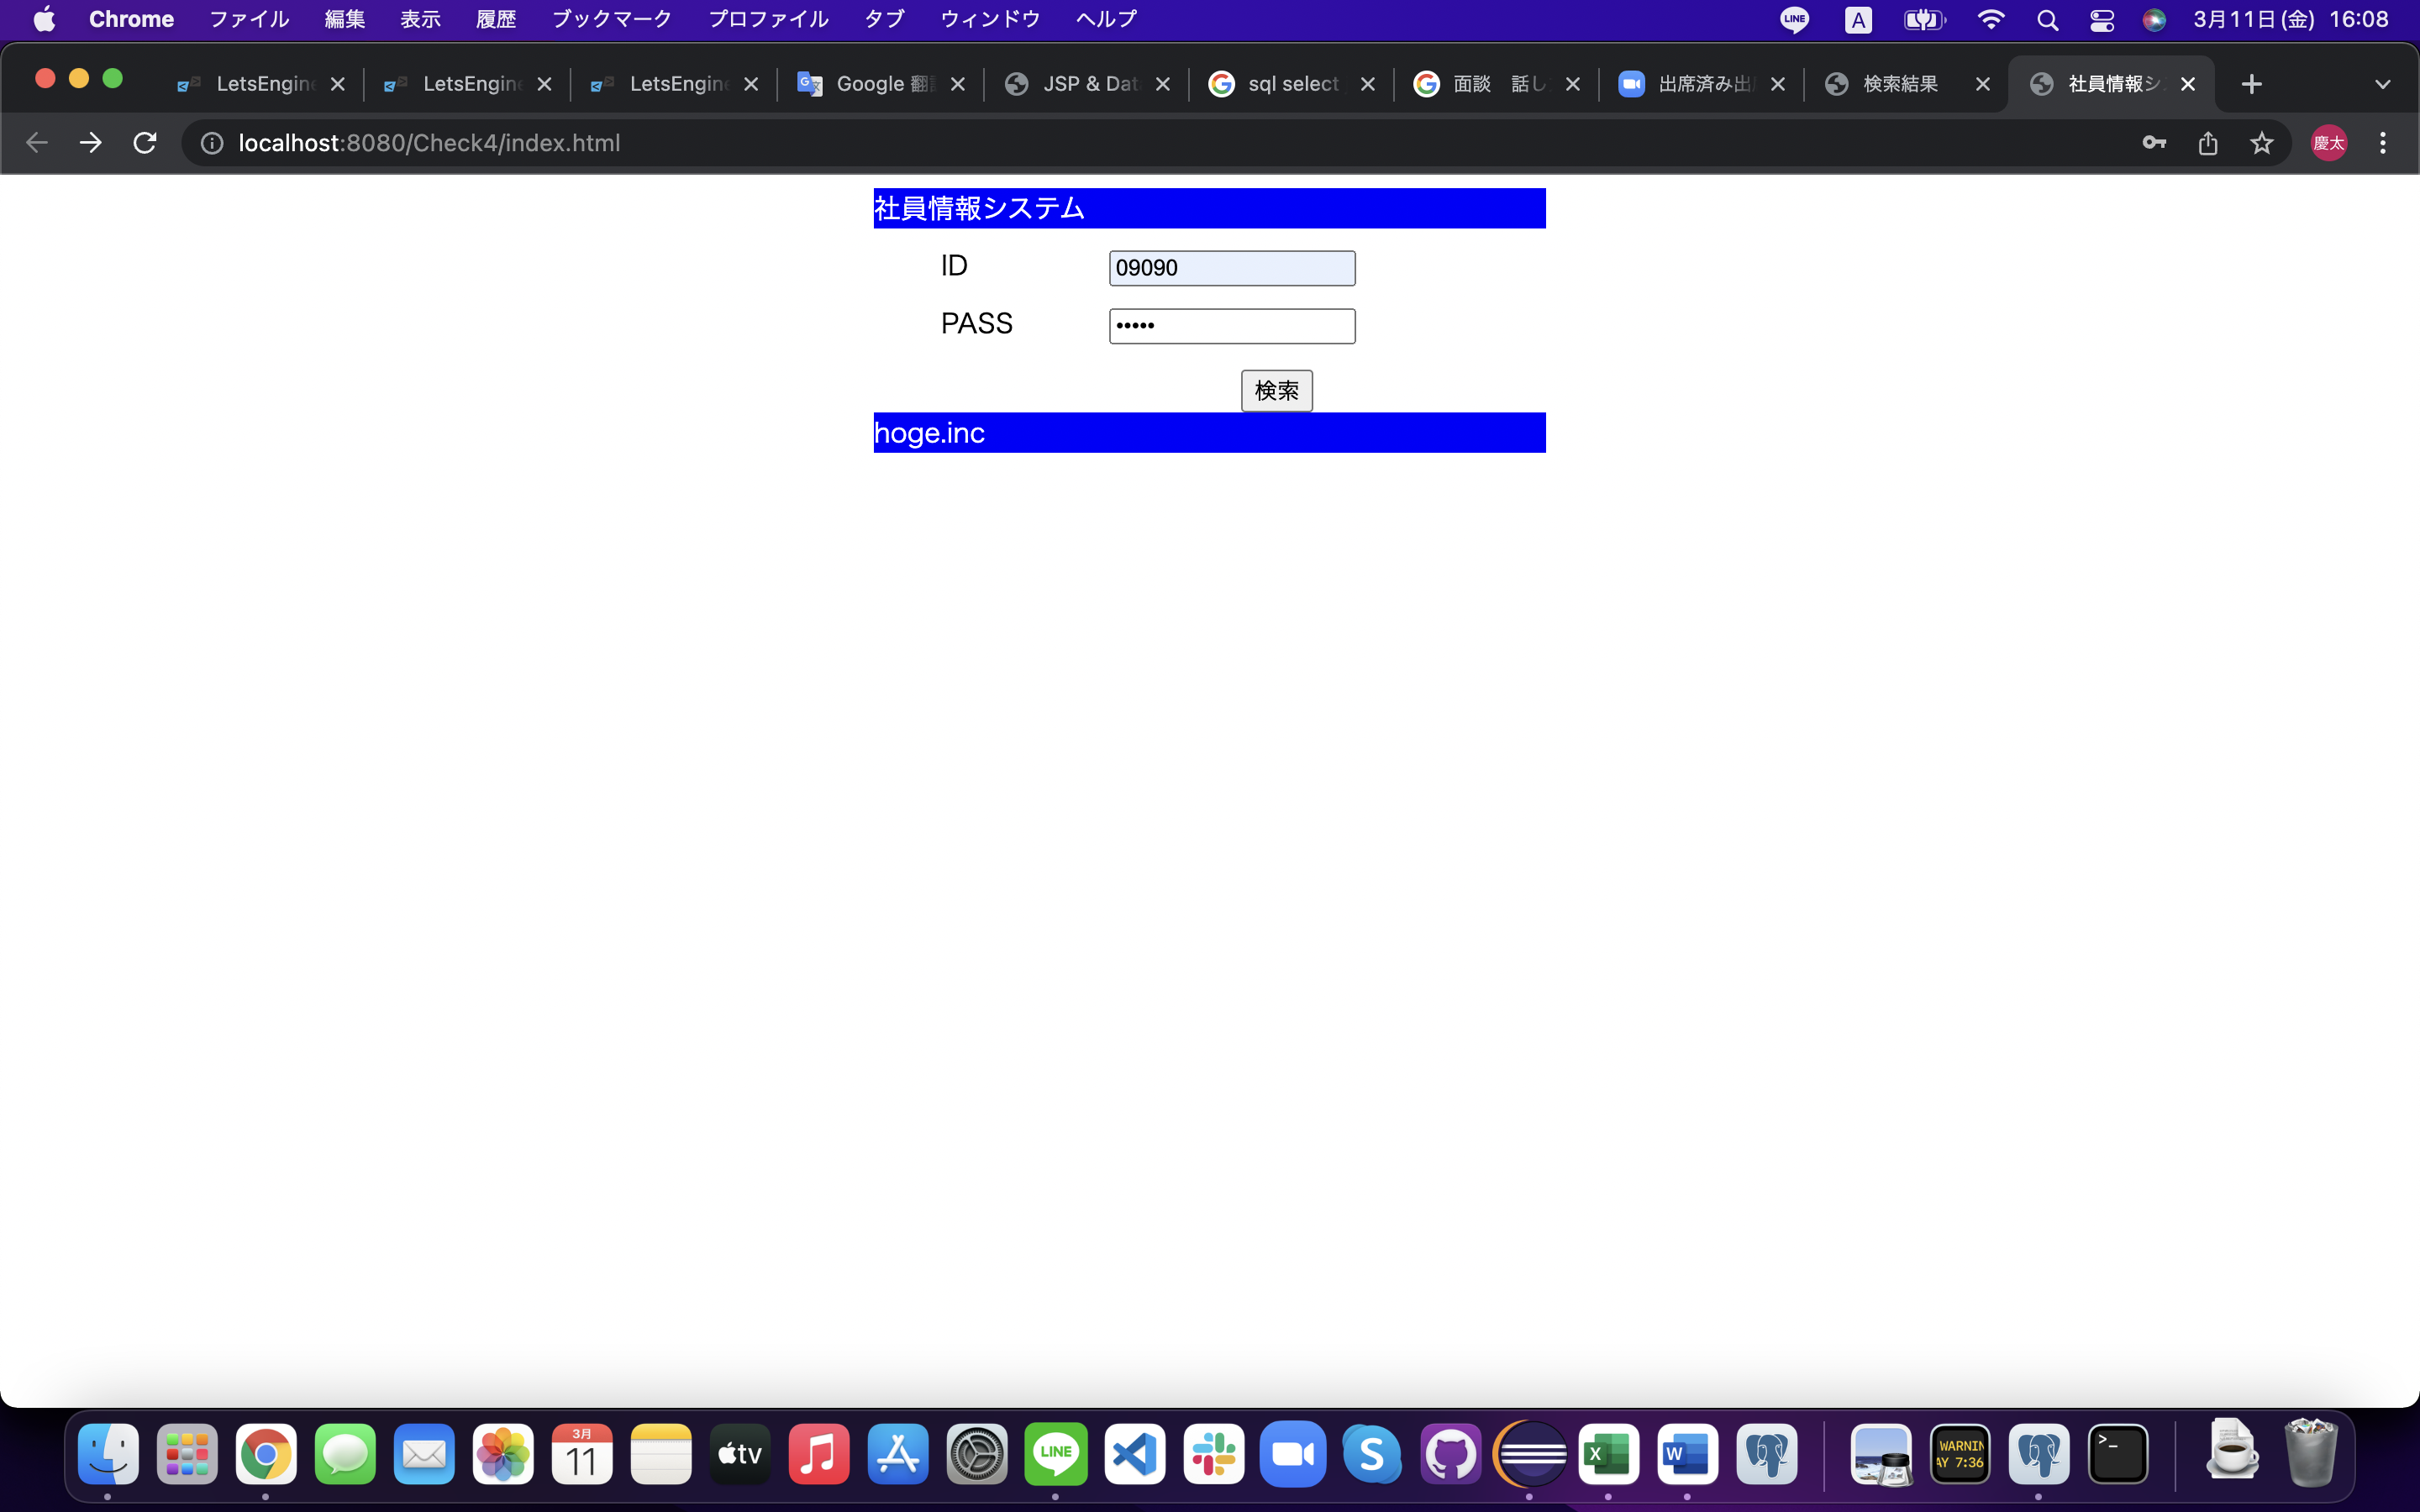 Chrome ファイル 編集 表示 履歴 ブックマーク プロファイル タブ ウィンドウ ヘルプ LINE A 3月11日(金) 16:08
LetsEngine LetsEngine LetsEngine Google 翻 JSP & Dat sql select 面談 話し 出席済み出 検索結果 社員情報シ
localhost:8080/Check4/index.html 慶太
社員情報システム
ID 09090
PASS •••••
検索
hoge.inc
3月
11
tv
LINE
S
X
W
WARNIN
AY 7:36
>_